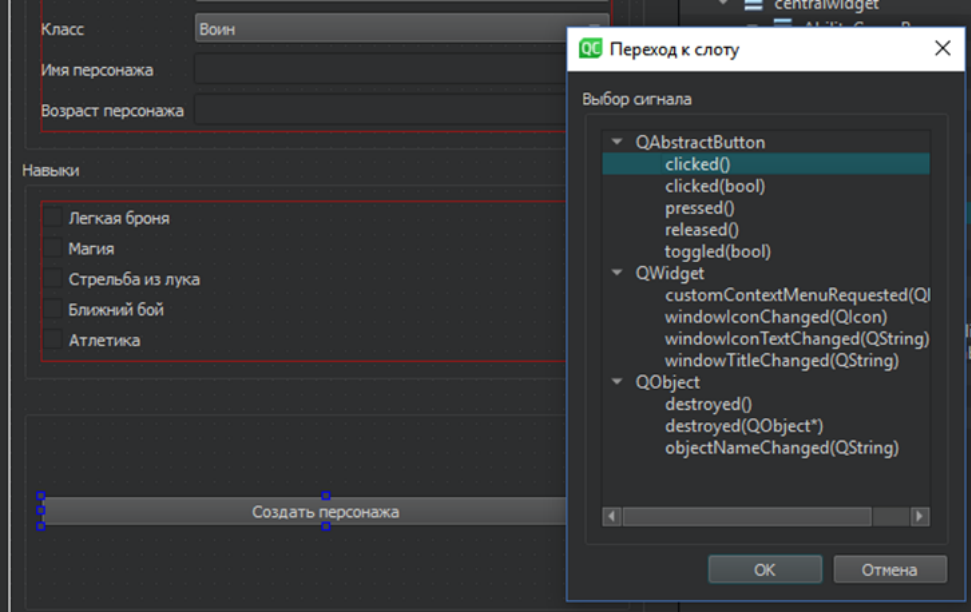 Класс
Воин
Имя персонажа
Возраст персонажа
Навыки
Легкая броня
Магия
Стрельба из лука
Ближний бой
Атлетика
Создать персонажа
centralwidget
QC Переход к слоту
Выбор сигнала
QAbstractButton
clicked()
clicked(bool)
pressed()
released()
toggled(bool)
QWidget
customContextMenuRequested(
windowIconChanged(QIcon)
windowIconTextChanged(QString)
windowTitleChanged(QString)
QObject
destroyed()
destroyed(QObject*)
objectNameChanged(QString)
OK
Отмена